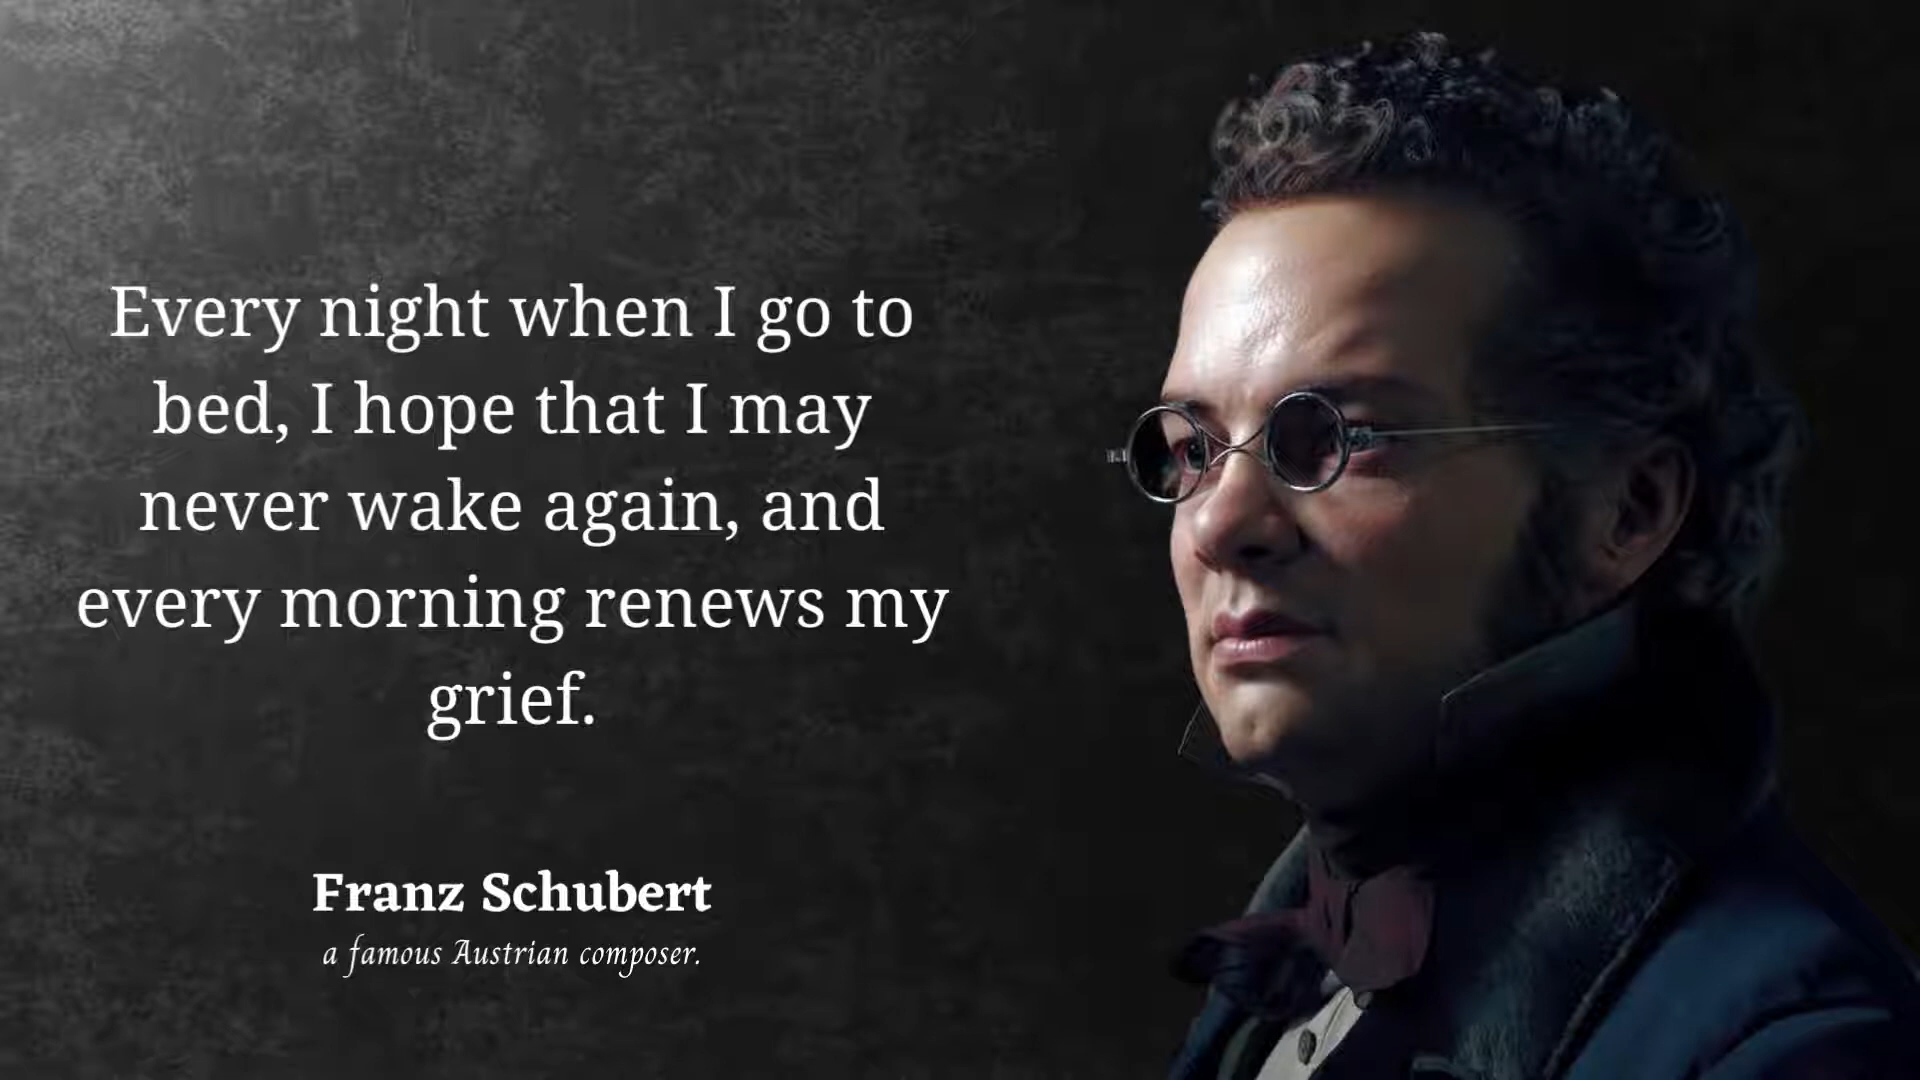 Every night when I go to
bed, I hope that I may
never wake again, and
every morning renews my
grief.
Franz Schubert
a famous Austrian composer.